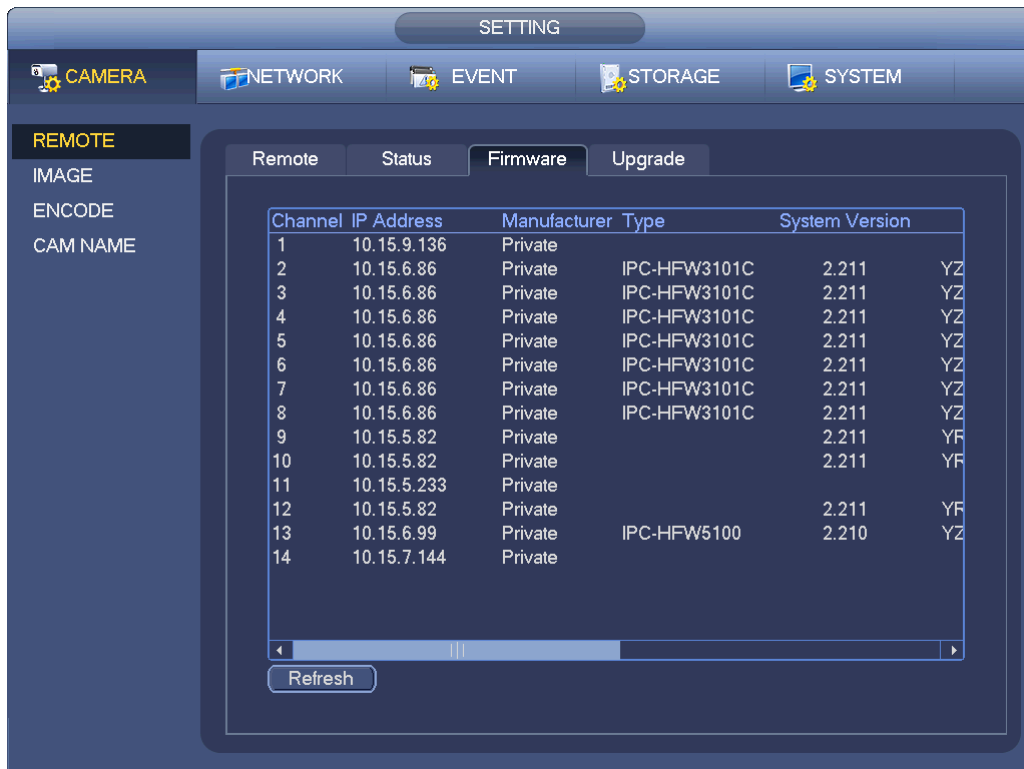 SETTING
CAMERA NETWORK EVENT STORAGE SYSTEM
REMOTE
IMAGE
ENCODE
CAM NAME
Remote Status Firmware Upgrade
Channel IP Address Manufacturer Type System Version
1 10.15.9.136 Private
2 10.15.6.86 Private IPC-HFW3101C 2.211 YZ
3 10.15.6.86 Private IPC-HFW3101C 2.211 YZ
4 10.15.6.86 Private IPC-HFW3101C 2.211 YZ
5 10.15.6.86 Private IPC-HFW3101C 2.211 YZ
6 10.15.6.86 Private IPC-HFW3101C 2.211 YZ
7 10.15.6.86 Private IPC-HFW3101C 2.211 YZ
8 10.15.6.86 Private IPC-HFW3101C 2.211 YZ
9 10.15.5.82 Private 2.211 YR
10 10.15.5.82 Private 2.211 YR
11 10.15.5.233 Private
12 10.15.5.82 Private 2.211 YR
13 10.15.6.99 Private IPC-HFW5100 2.210 YZ
14 10.15.7.144 Private
Refresh